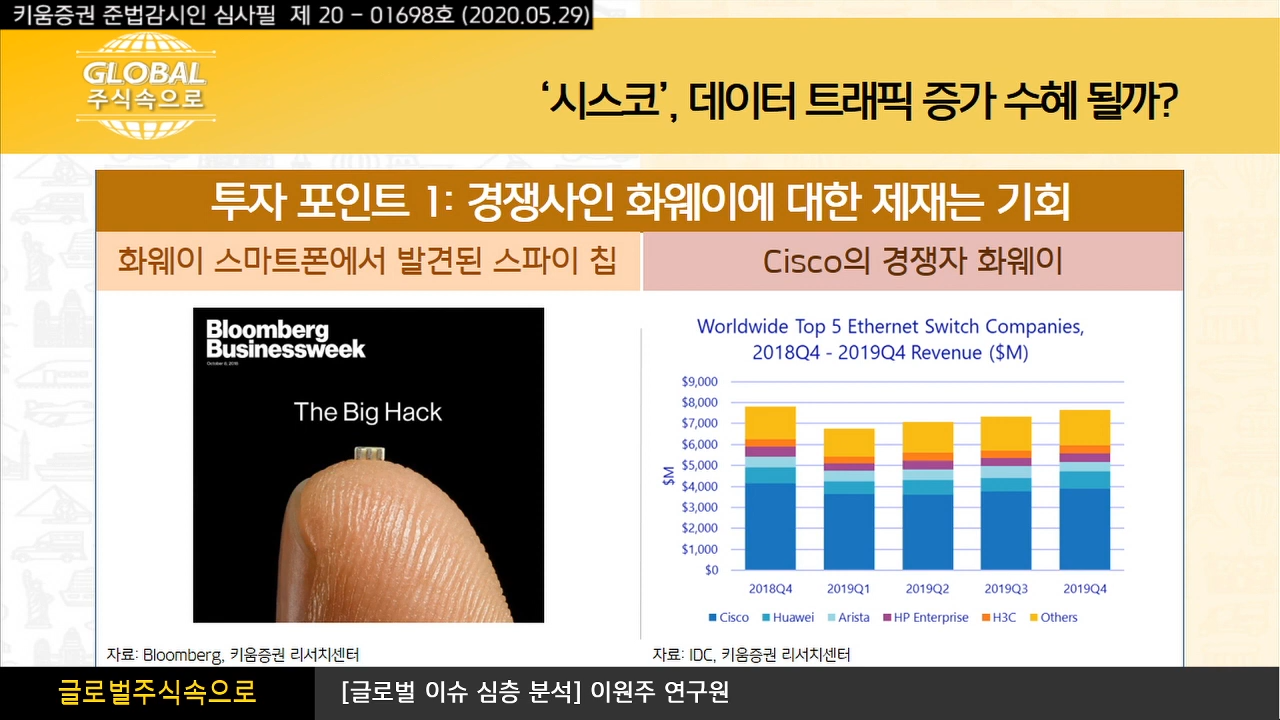 키움증권 준법감시인 심사필 제 20 - 01698호 (2020.05.29)
GLOBAL
주식속으로
‘시스코’, 데이터 트래픽 증가 수혜 될까?
투자 포인트 1: 경쟁사인 화웨이에 대한 제재는 기회
화웨이 스마트폰에서 발견된 스파이 칩
Cisco의 경쟁자 화웨이
Bloomberg
Businessweek
The Big Hack
Worldwide Top 5 Ethernet Switch Companies,
2018Q4 - 2019Q4 Revenue ($M)
$M
$9,000
$8,000
$7,000
$6,000
$5,000
$4,000
$3,000
$2,000
$1,000
$0
2018Q4 2019Q1 2019Q2 2019Q3 2019Q4
Cisco Huawei Arista HP Enterprise H3C Others
자료: Bloomberg, 키움증권 리서치센터
자료: IDC, 키움증권 리서치센터
글로벌주식속으로
[글로벌 이슈 심층 분석] 이원주 연구원